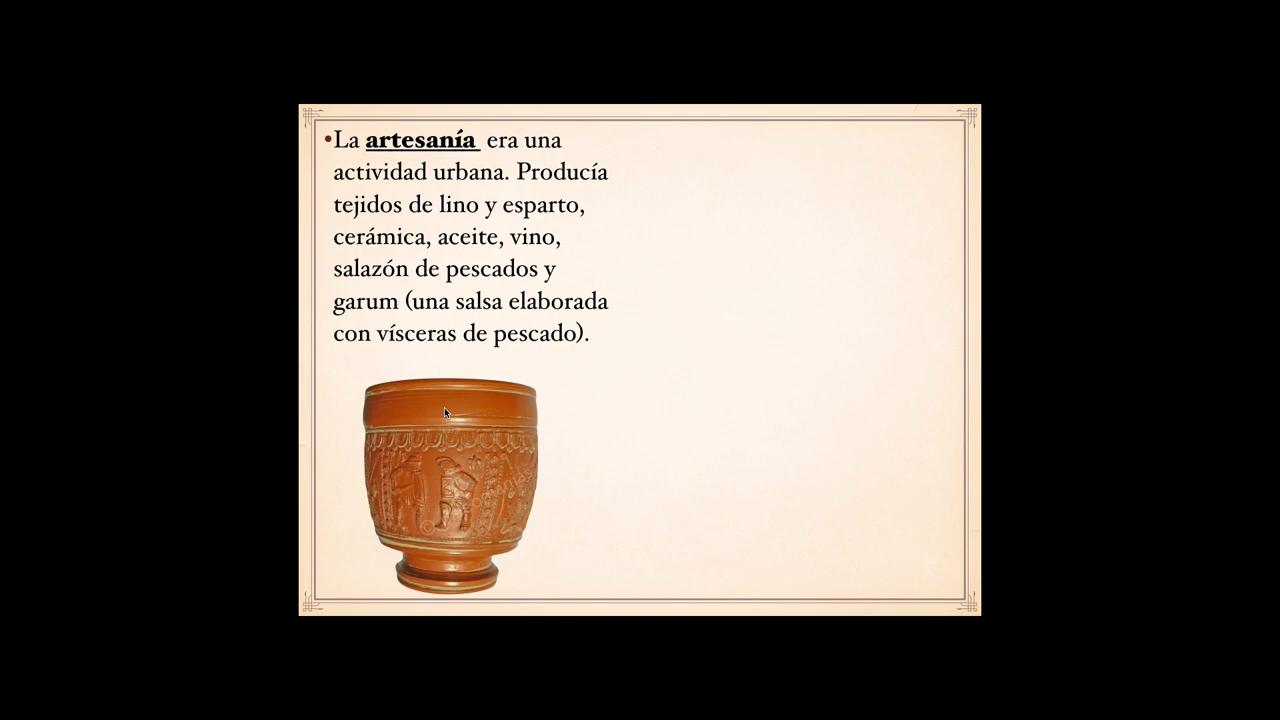 •La artesanía era una
actividad urbana. Producía
tejidos de lino y esparto,
cerámica, aceite, vino,
salazón de pescados y
garum (una salsa elaborada
con vísceras de pescado).